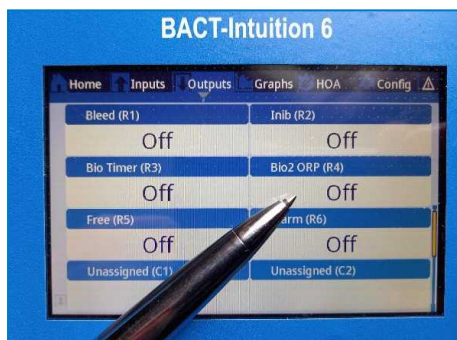 BACT-Intuition 6
Home Inputs Outputs Graphs HOA Config
Bleed (R1) Inib (R2)
Off Off
Bio Timer (R3) Bio2 ORP (R4)
Off Off
Free (R5) (R6)
Off Off
Unassigned (C1) Unassigned (C2)